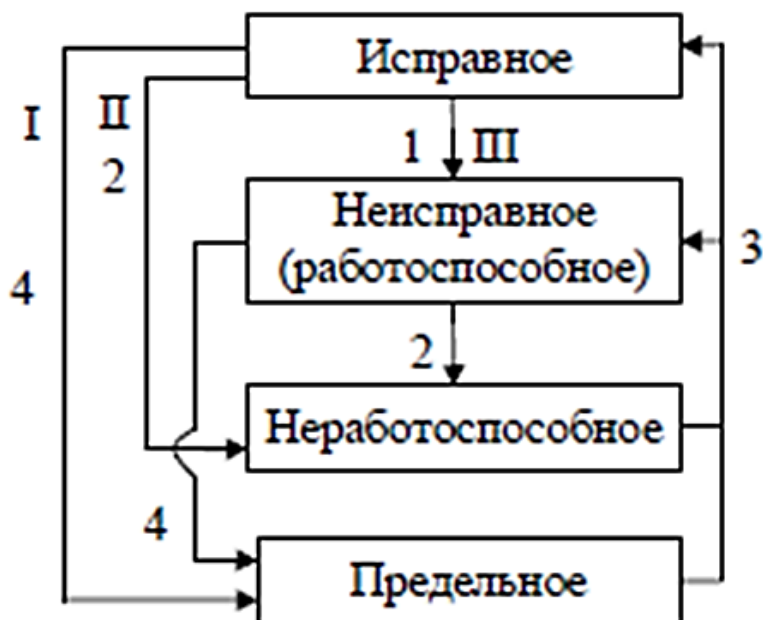 Исправное
I
II
1 III
2
Неисправное
(работоспособное)
3
4
2
Неработоспособное
4
Предельное